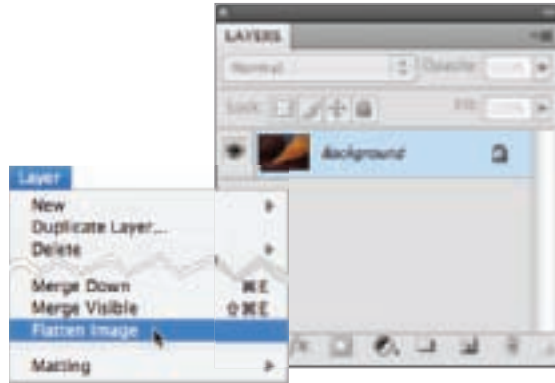 LAYERS
Normal
Opacity:
Lock:
Fill:
Background
Layer
New
Duplicate Layer...
Delete
Merge Down ⌘E
Merge Visible ⇧⌘E
Flatten Image
Matting